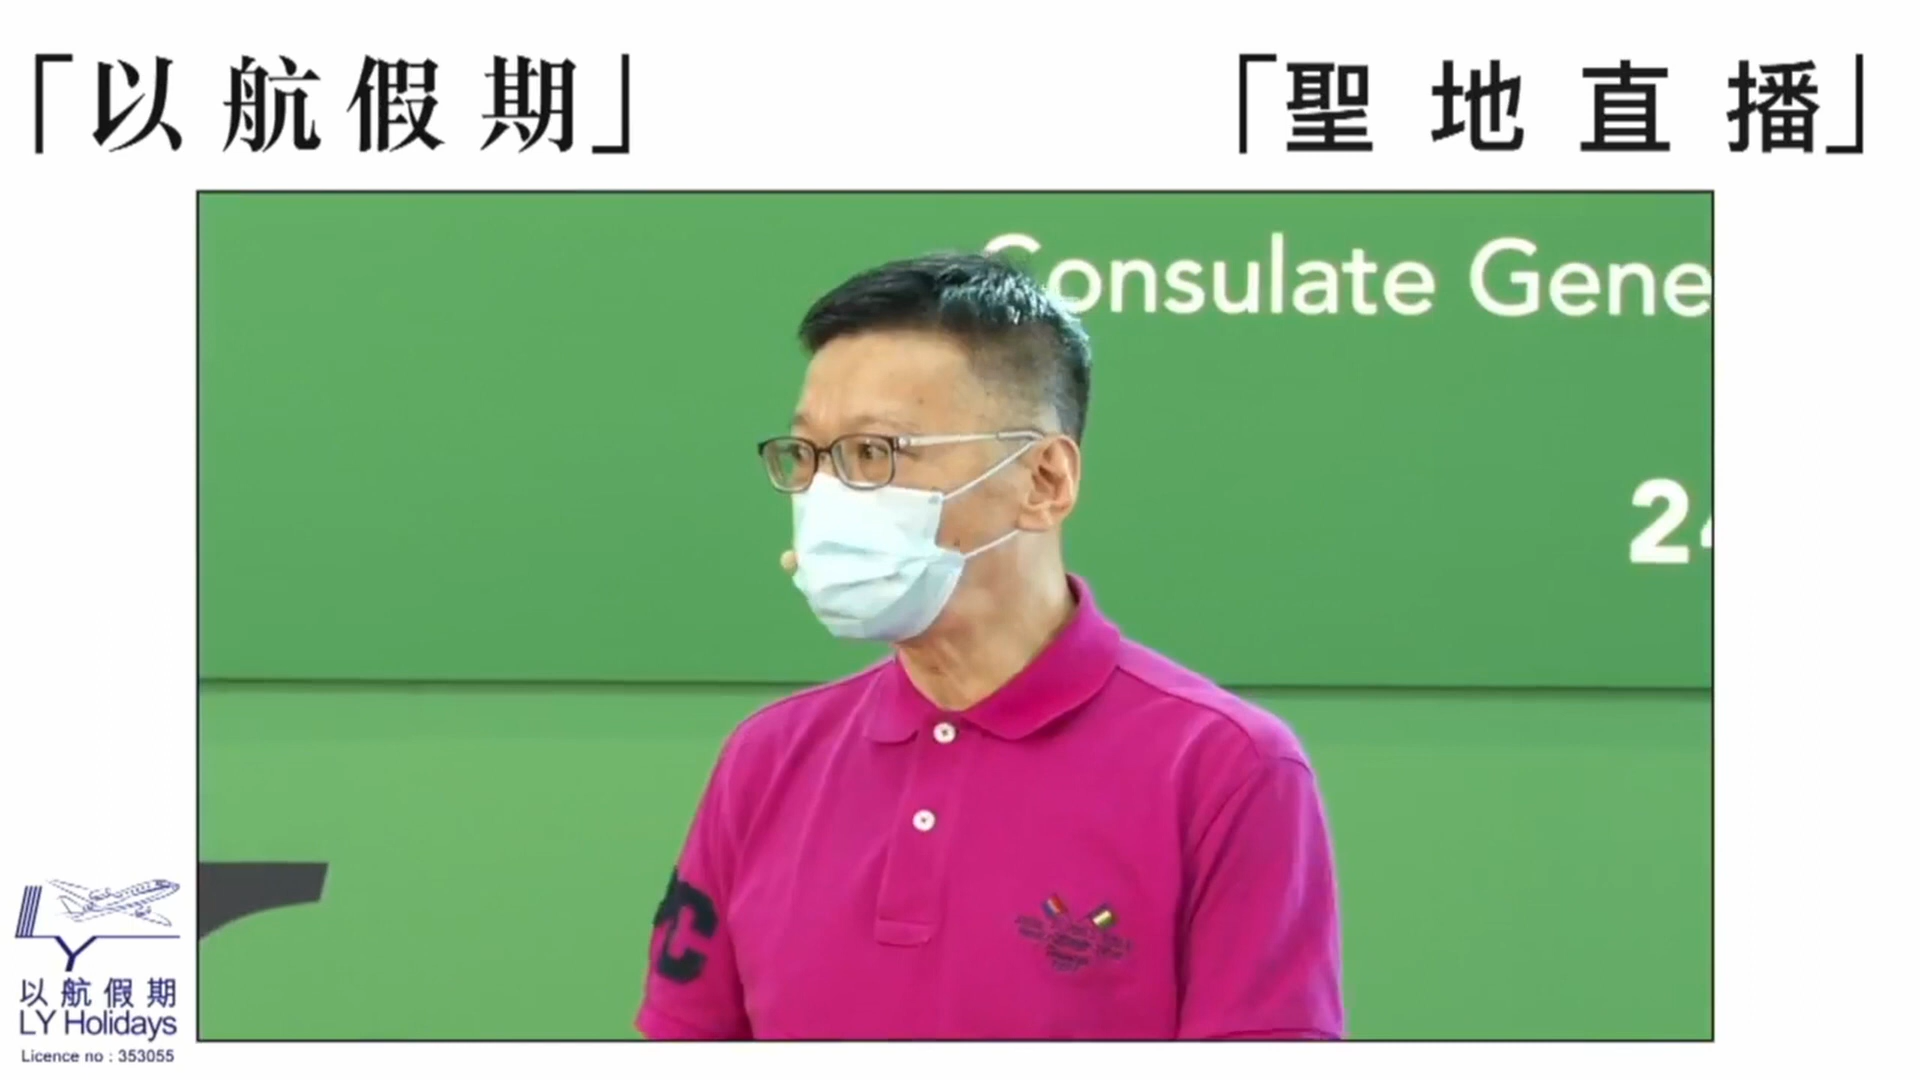 「以航假期」
「聖地直播」
Consulate Gene
24
以航假期
LY Holidays
Licence no : 353055